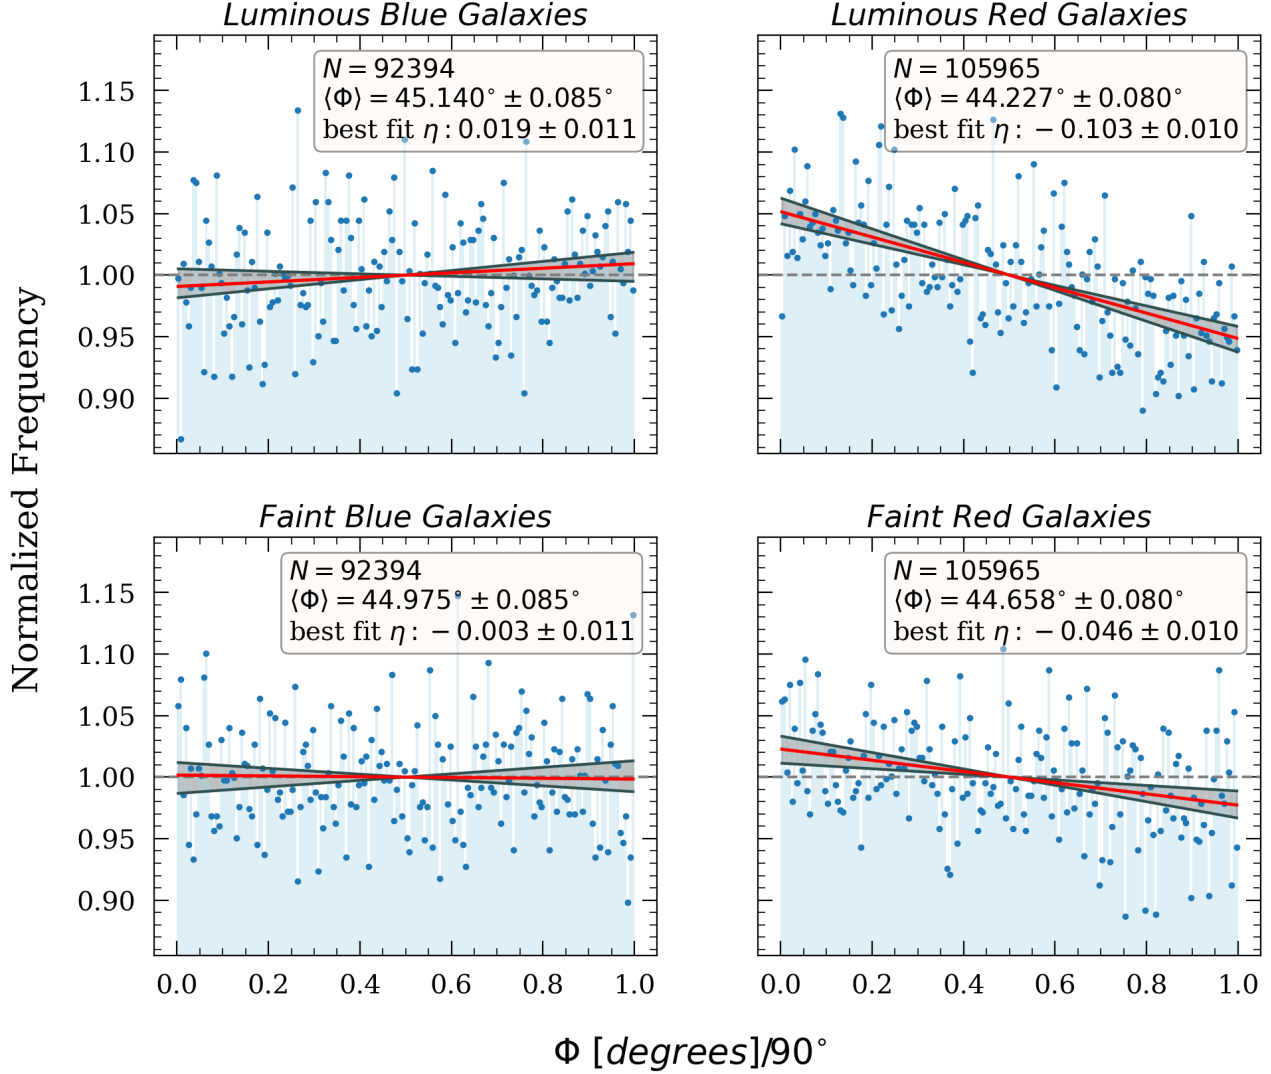 Luminous Blue Galaxies
Luminous Red Galaxies
N = 92394
⟨Φ⟩ = 45.140° ± 0.085°
best fit η : 0.019 ± 0.011
N = 105965
⟨Φ⟩ = 44.227° ± 0.080°
best fit η : − 0.103 ± 0.010
1.15
1.10
1.05
1.00
0.95
0.90
Normalized Frequency
Faint Blue Galaxies
Faint Red Galaxies
N = 92394
⟨Φ⟩ = 44.975° ± 0.085°
best fit η : − 0.003 ± 0.011
N = 105965
⟨Φ⟩ = 44.658° ± 0.080°
best fit η : − 0.046 ± 0.010
1.15
1.10
1.05
1.00
0.95
0.90
0.0 0.2 0.4 0.6 0.8 1.0
0.0 0.2 0.4 0.6 0.8 1.0
Φ [degrees]/90°